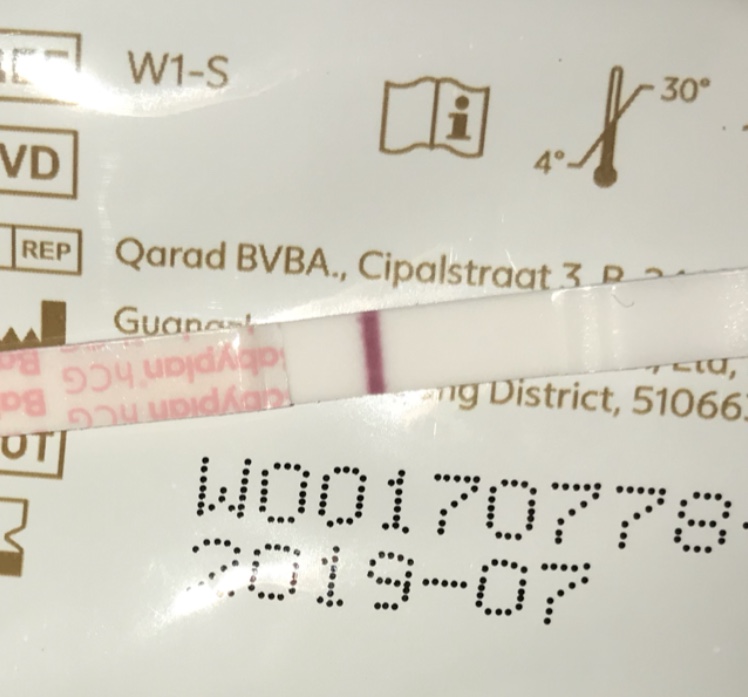 W1-S
30°
4°
VD
REP
Qarad BVBA., Cipalstraat 3
Babyplan hCG
Babyplan hCG
ng District, 51066
W00170778
2019-07